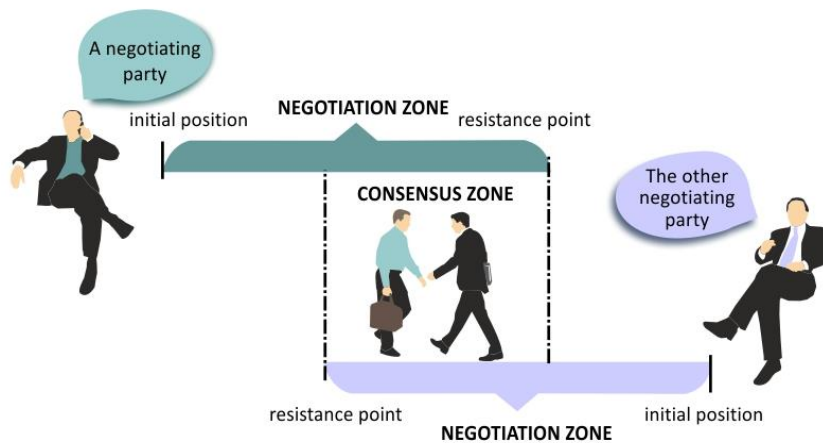 A negotiating
party
NEGOTIATION ZONE
initial position
resistance point
CONSENSUS ZONE
The other
negotiating
party
resistance point
initial position
NEGOTIATION ZONE